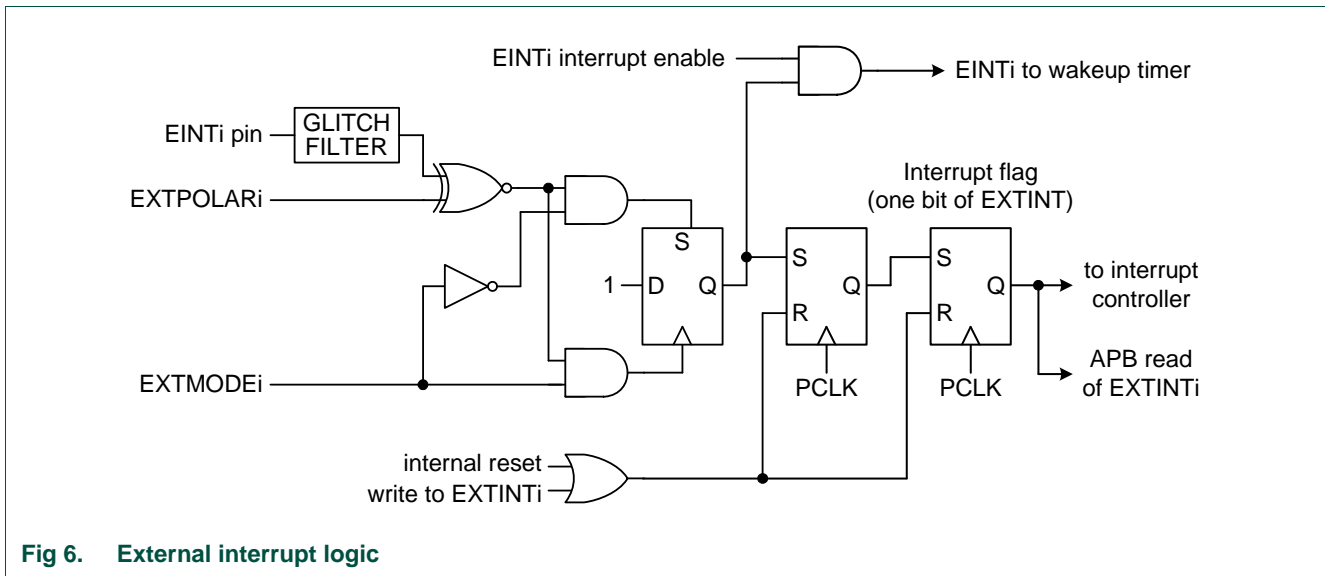 EINTi interrupt enable
EINTi to wakeup timer
EINTi pin
GLITCH
FILTER
EXTPOLARi
Interrupt flag
(one bit of EXTINT)
S
1
D
Q
S
R
Q
PCLK
S
R
Q
PCLK
to interrupt
controller
APB read
of EXTINTi
EXTMODEi
internal reset
write to EXTINTi
Fig 6. External interrupt logic